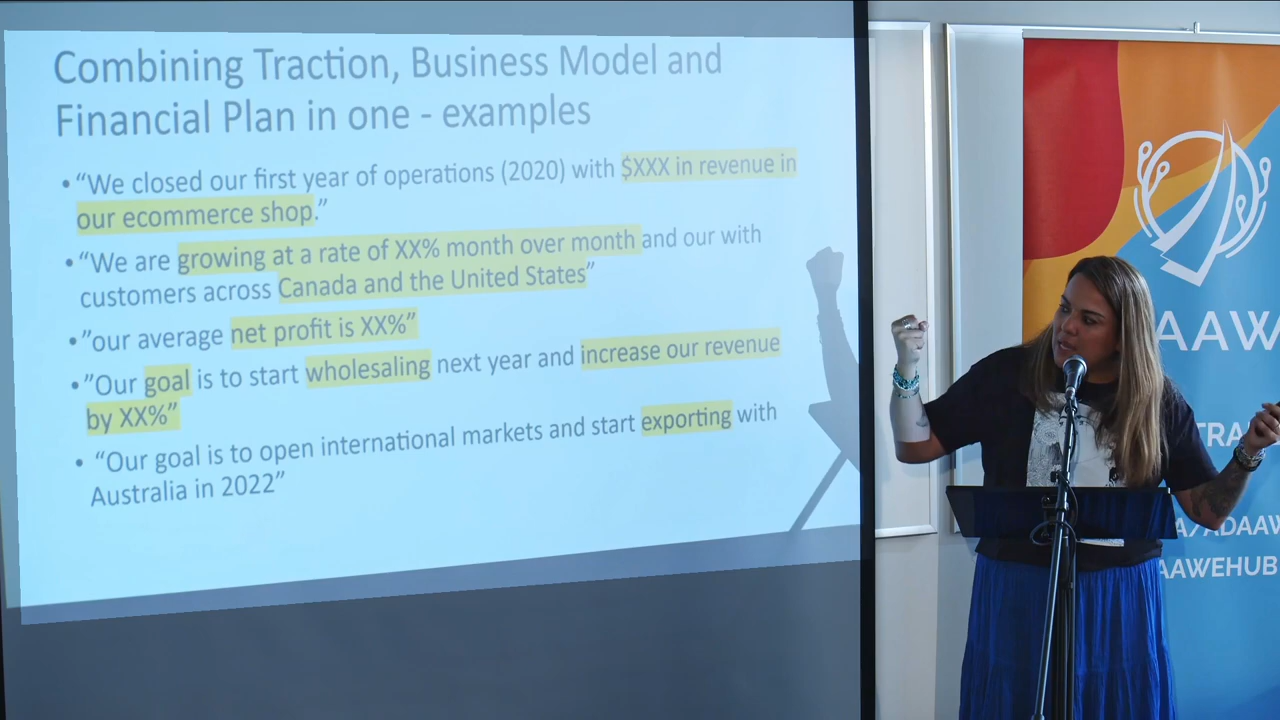 Combining Traction, Business Model and
Financial Plan in one - examples
• “We closed our first year of operations (2020) with $XXX in revenue in
our ecommerce shop.”
• “We are growing at a rate of XX% month over month and our with
customers across Canada and the United States”
• ”our average net profit is XX%”
• ”Our goal is to start wholesaling next year and increase our revenue
by XX%”
• “Our goal is to open international markets and start exporting with
Australia in 2022”
AAW
TRA
A/ADAAW
AAWEHUB